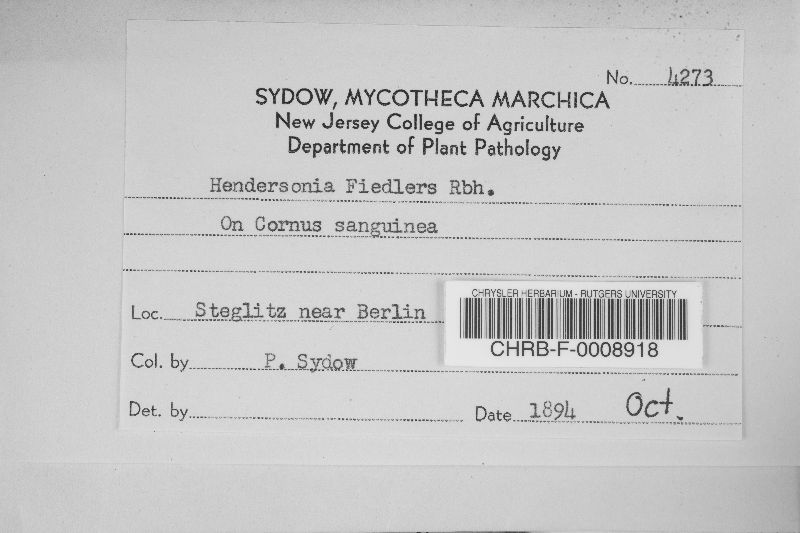 No. 4273
SYDOW, MYCOTHECA MARCHICA
New Jersey College of Agriculture
Department of Plant Pathology
Hendersonia Fiedlers Rbh.
On Cornus sanguinea
Loc. Steglitz near Berlin
CHRYSLER HERBARIUM - RUTGERS UNIVERSITY
CHRB-F-0008918
Col. by P. Sydow
Det. by
Date 1894 Oct.